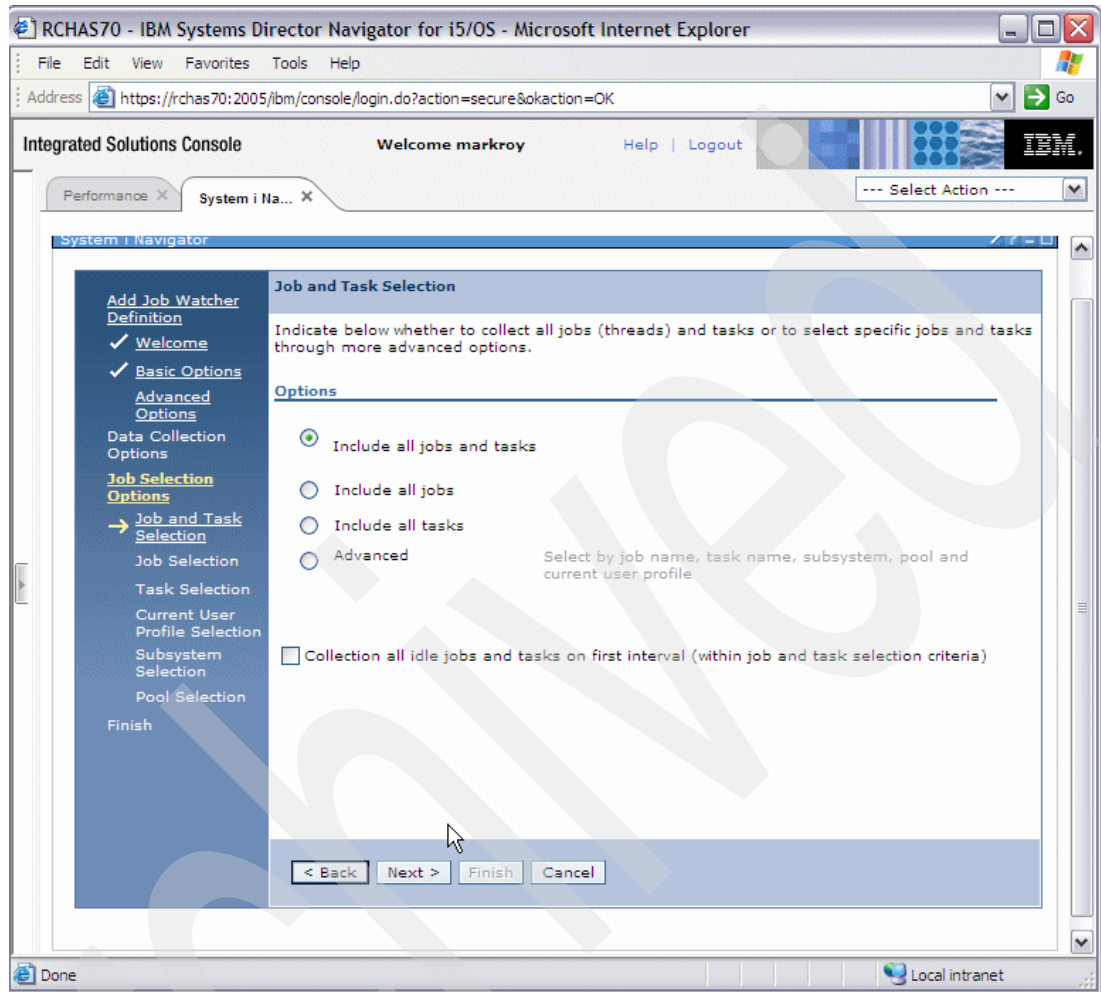 RCHAS70 - IBM Systems Director Navigator for i5/OS - Microsoft Internet Explorer
File Edit View Favorites Tools Help
Address https://rchas70:2005/ibm/console/login.do?action=secure&okaction=OK Go
Integrated Solutions Console Welcome markroy Help | Logout IBM.
Performance System i Na... --- Select Action ---
System i Navigator
Add Job Watcher
Definition
Welcome
Basic Options
Advanced
Options
Data Collection
Options
Job Selection
Options
Job and Task
Selection
Job Selection
Task Selection
Current User
Profile Selection
Subsystem
Selection
Pool Selection
Finish
Job and Task Selection
Indicate below whether to collect all jobs (threads) and tasks or to select specific jobs and tasks
through more advanced options.
Options
Include all jobs and tasks
Include all jobs
Include all tasks
Advanced Select by job name, task name, subsystem, pool and
current user profile
Collection all idle jobs and tasks on first interval (within job and task selection criteria)
< Back Next > Finish Cancel
Done Local intranet